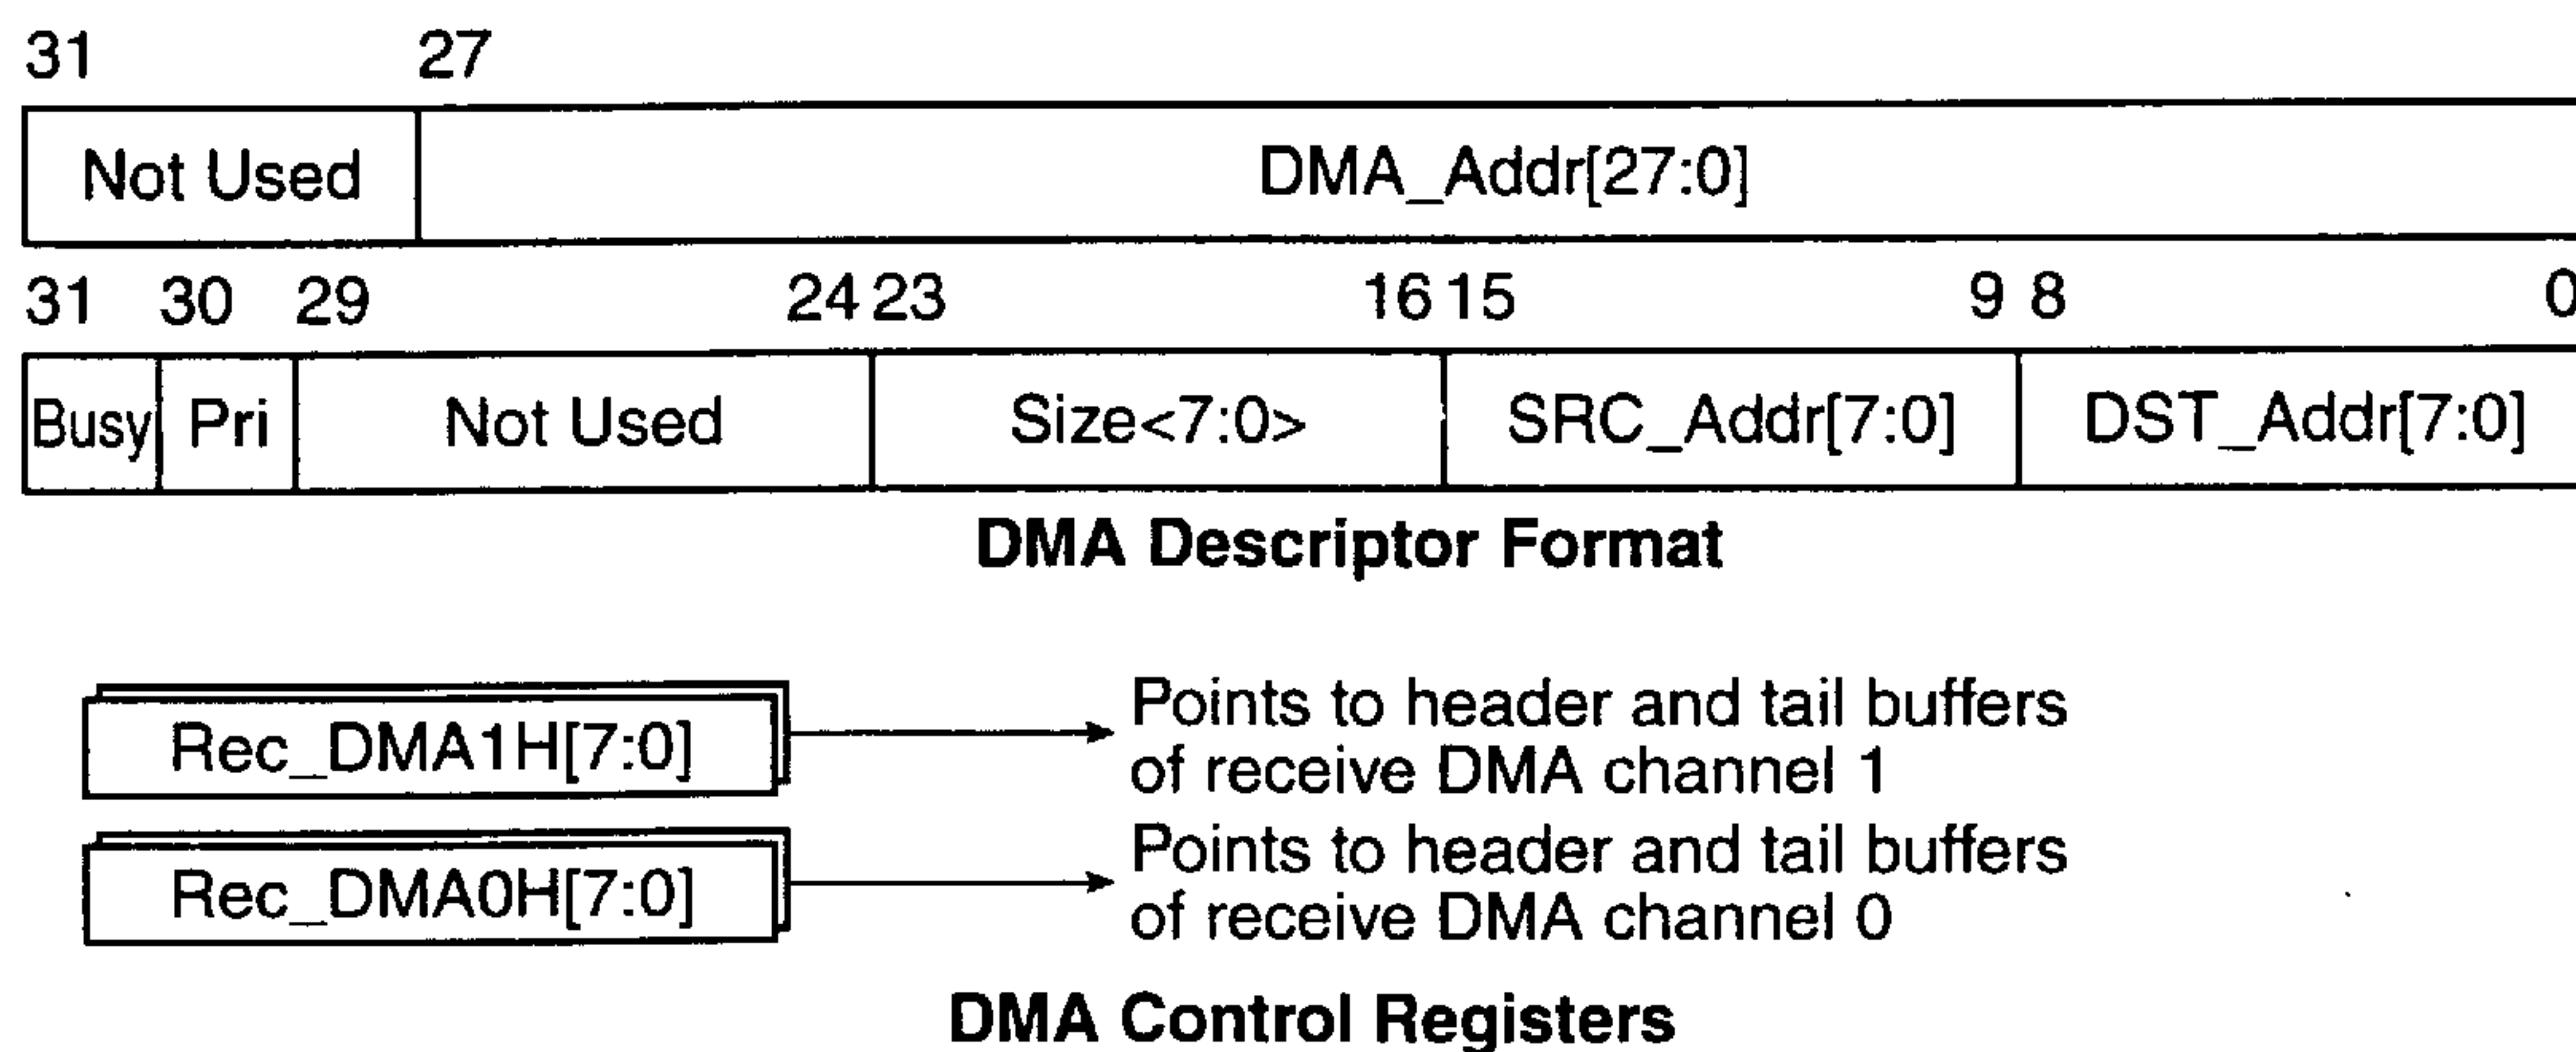 31 27
Not Used DMA_Addr[27:0]
31 30 29 24 23 16 15 9 8 0
Busy Pri Not Used Size<7:0> SRC_Addr[7:0] DST_Addr[7:0]
DMA Descriptor Format
Rec_DMA1H[7:0] Points to header and tail buffers
of receive DMA channel 1
Rec_DMA0H[7:0] Points to header and tail buffers
of receive DMA channel 0
DMA Control Registers